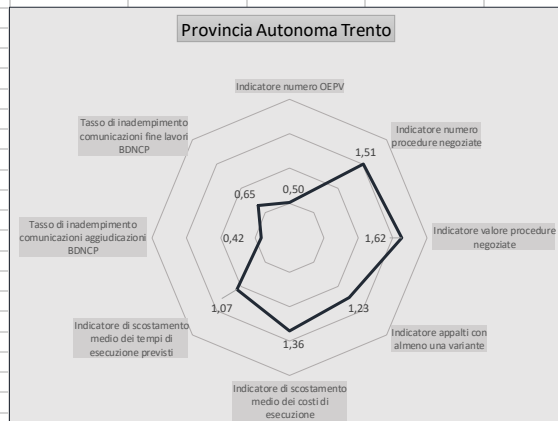 Provincia Autonoma Trento
Indicatore numero OEPV
Tasso di inadempimento
comunicazioni fine lavori
BDNCP
Indicatore numero
procedure negoziate
1,51
0,65
0,50
Tasso di inadempimento
comunicazioni aggiudicazioni
BDNCP
0,42
1,62
Indicatore valore procedure
negoziate
1,07
1,23
Indicatore di scostamento
medio dei tempi di
esecuzione previsti
1,36
Indicatore appalti con
almeno una variante
Indicatore di scostamento
medio dei costi di
esecuzione